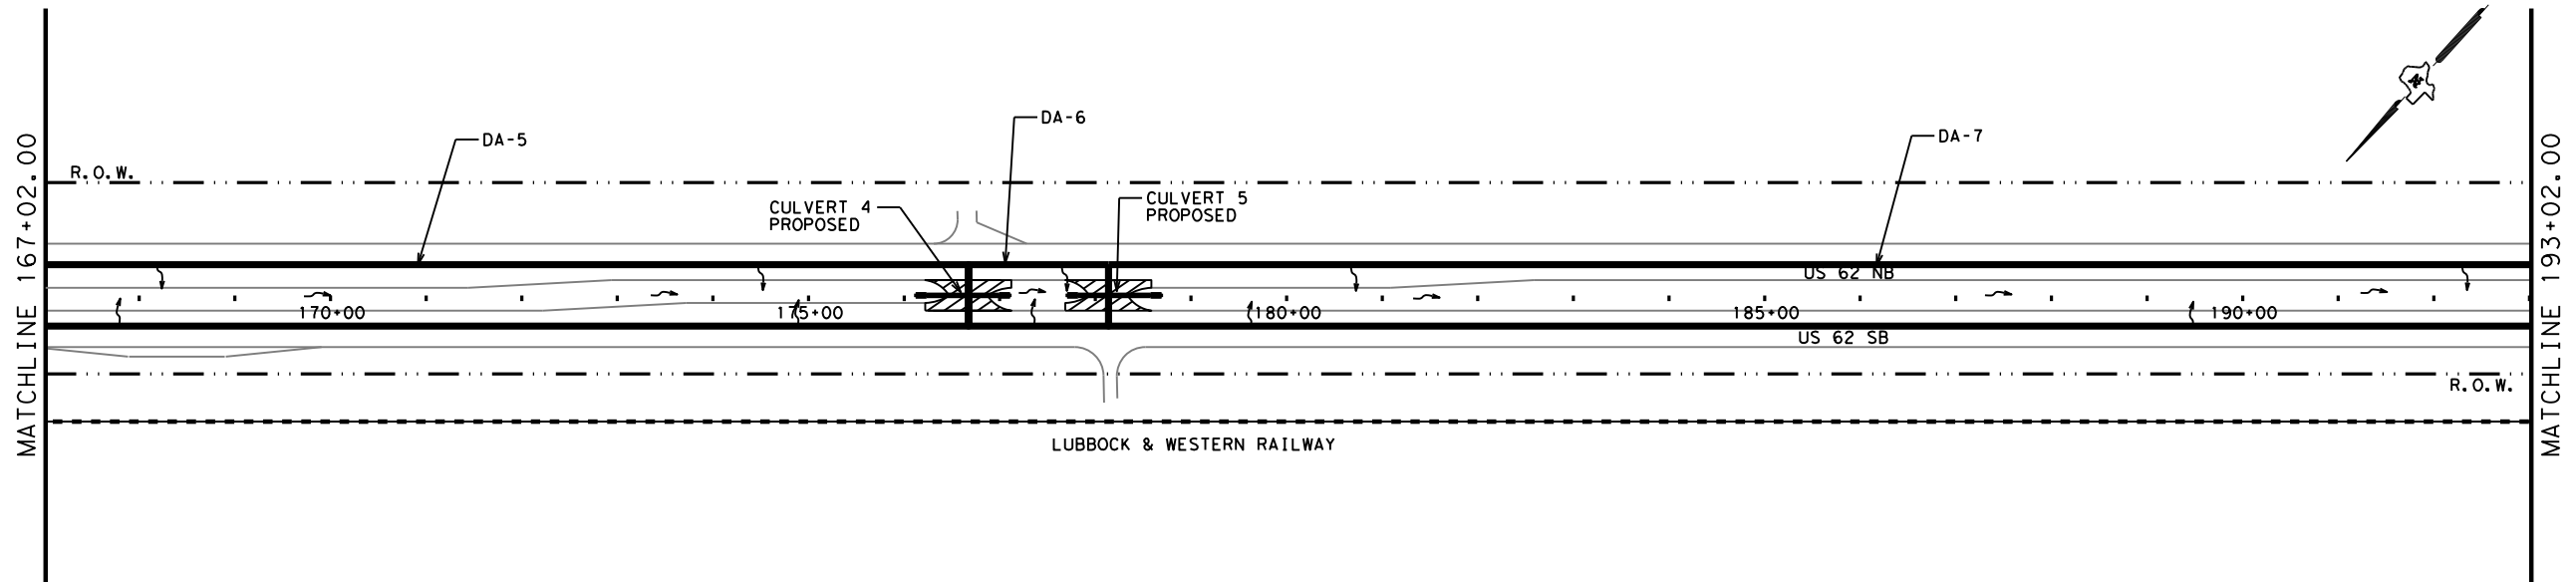 MATCHLINE 167+02.00
R.O.W.
DA-5
DA-6
DA-7
CULVERT 4
PROPOSED
CULVERT 5
PROPOSED
US 62 NB
170+00
175+00
180+00
185+00
190+00
US 62 SB
R.O.W.
LUBBOCK & WESTERN RAILWAY
N
MATCHLINE 193+02.00